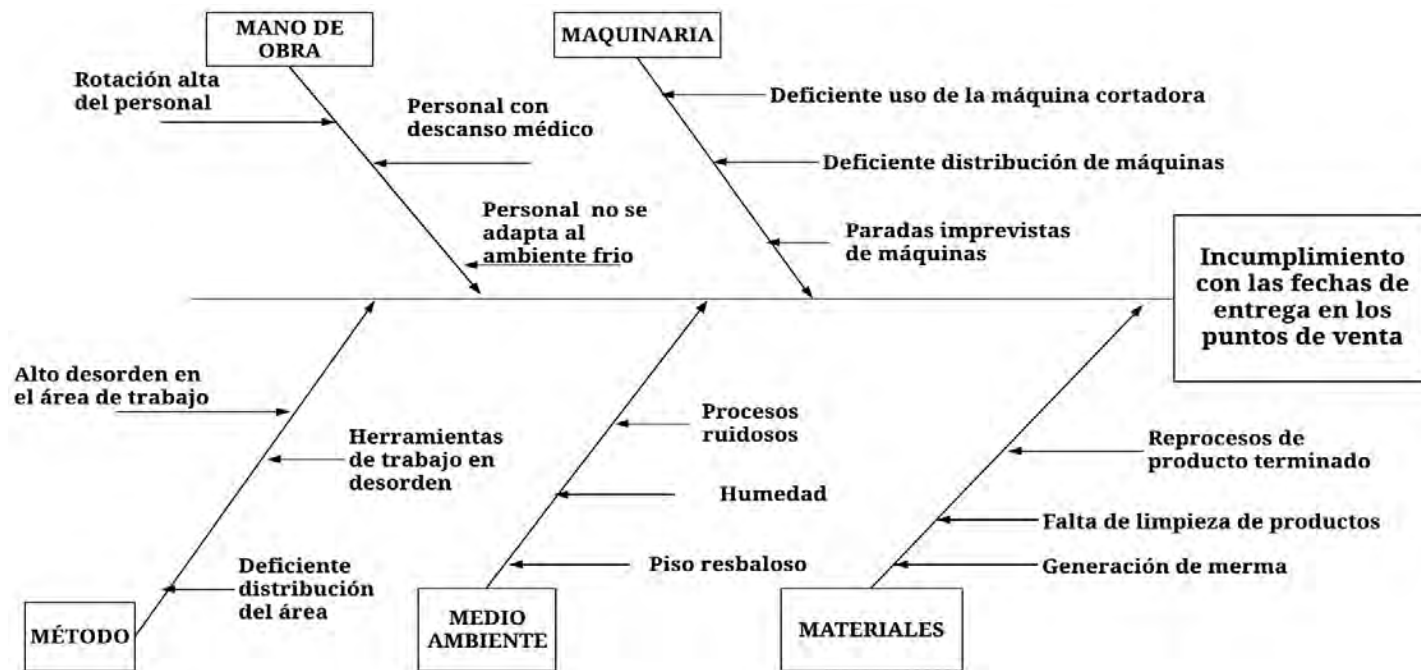 MANO DE
OBRA
MAQUINARIA
Rotación alta
del personal
Personal con
descanso médico
Personal no se
adapta al
ambiente frio
Deficiente uso de la máquina cortadora
Deficiente distribución de máquinas
Paradas imprevistas
de máquinas
Incumplimiento
con las fechas de
entrega en los
puntos de venta
Alto desorden en
el área de trabajo
Herramientas
de trabajo en
desorden
Deficiente
distribución
del área
Procesos
ruidosos
Humedad
Piso resbaloso
Reprocesos de
producto terminado
Falta de limpieza de productos
Generación de merma
MÉTODO
MEDIO
AMBIENTE
MATERIALES